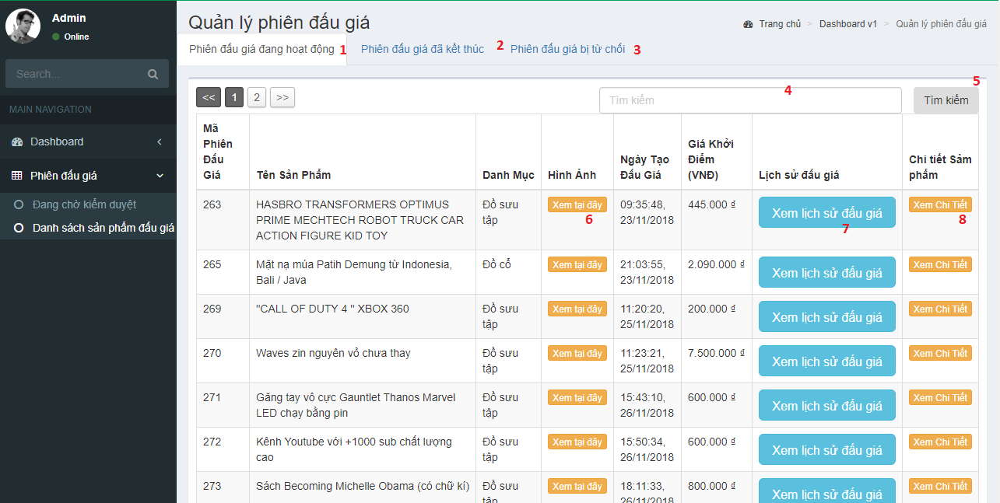 Admin
Online
Search...
MAIN NAVIGATION
Dashboard
Phiên đấu giá
Đang chờ kiểm duyệt
Danh sách sản phẩm đấu giá
Quản lý phiên đấu giá
Trang chủ > Dashboard v1 > Quản lý phiên đấu giá
Phiên đấu giá đang hoạt động 1 Phiên đấu giá đã kết thúc 2 Phiên đấu giá bị từ chối 3
<< 1 2 >> Tìm kiếm 4 Tìm kiếm 5
Mã Phiên Đấu Giá Tên Sản Phẩm Danh Mục Hình Ảnh Ngày Tạo Đấu Giá Giá Khởi Điểm (VNĐ) Lịch sử đấu giá Chi tiết Sảm phẩm
263 HASBRO TRANSFORMERS OPTIMUS PRIME MECHTECH ROBOT TRUCK CAR ACTION FIGURE KID TOY Đồ sưu tập Xem tại đây 6 09:35:48, 23/11/2018 445.000 ₫ Xem lịch sử đấu giá 7 Xem Chi Tiết 8
265 Mặt nạ múa Patih Demung từ Indonesia, Bali / Java Đồ cổ Xem tại đây 21:03:55, 23/11/2018 2.090.000 ₫ Xem lịch sử đấu giá Xem Chi Tiết
269 "CALL OF DUTY 4 " XBOX 360 Đồ sưu tập Xem tại đây 11:20:20, 25/11/2018 200.000 ₫ Xem lịch sử đấu giá Xem Chi Tiết
270 Waves zin nguyên vỏ chưa thay Đồ sưu tập Xem tại đây 11:23:21, 25/11/2018 7.500.000 ₫ Xem lịch sử đấu giá Xem Chi Tiết
271 Găng tay vô cực Gauntlet Thanos Marvel LED chạy bằng pin Đồ sưu tập Xem tại đây 15:43:10, 26/11/2018 600.000 ₫ Xem lịch sử đấu giá Xem Chi Tiết
272 Kênh Youtube với +1000 sub chất lượng cao Đồ sưu tập Xem tại đây 15:50:34, 26/11/2018 600.000 ₫ Xem lịch sử đấu giá Xem Chi Tiết
273 Sách Becoming Michelle Obama (có chữ kí) Đồ sưu tập Xem tại đây 18:11:33, 26/11/2018 800.000 ₫ Xem lịch sử đấu giá Xem Chi Tiết